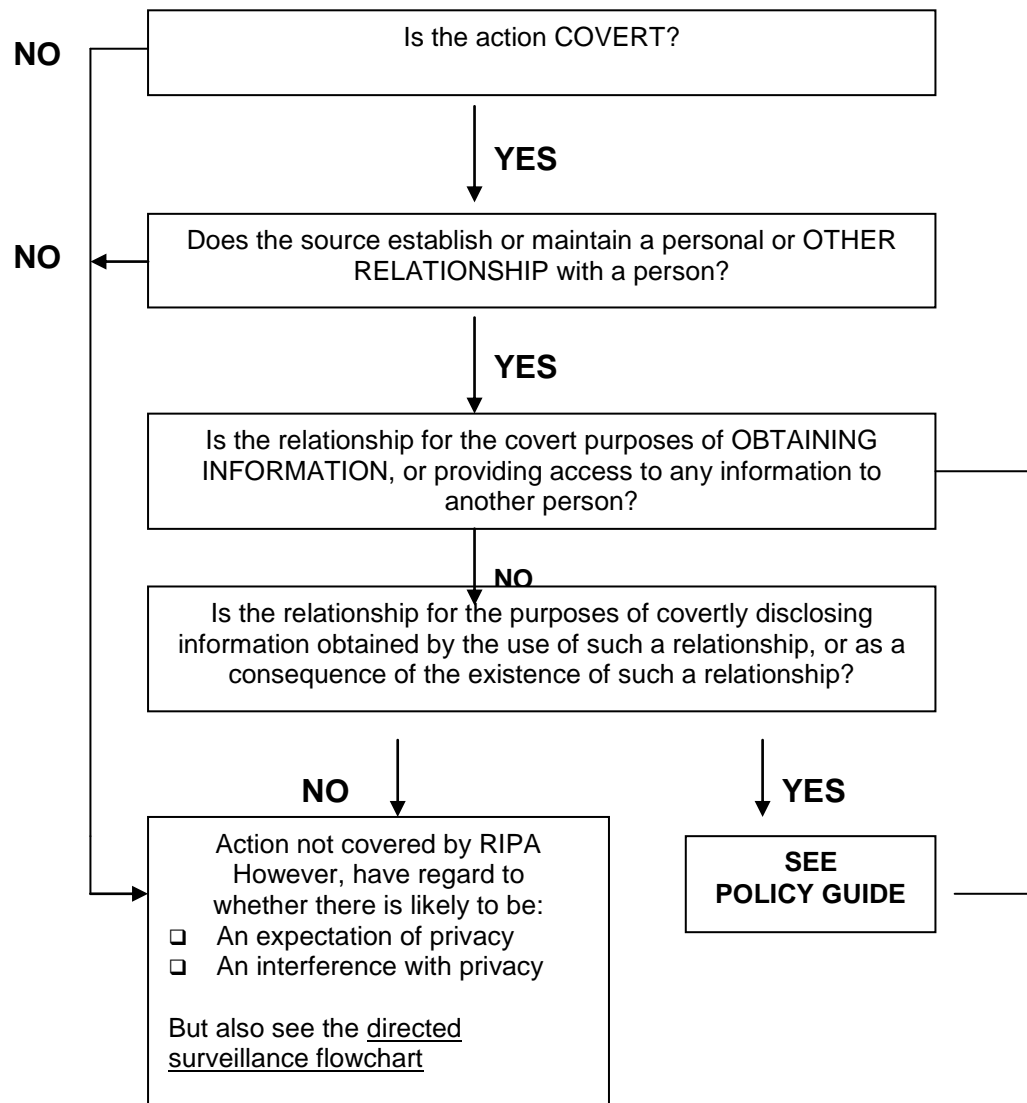 Is the action COVERT?
NO
YES
Does the source establish or maintain a personal or OTHER
RELATIONSHIP with a person?
NO
YES
Is the relationship for the covert purposes of OBTAINING
INFORMATION, or providing access to any information to
another person?
NO
Is the relationship for the purposes of covertly disclosing
information obtained by the use of such a relationship, or as a
consequence of the existence of such a relationship?
NO
YES
Action not covered by RIPA
However, have regard to
whether there is likely to be:
❑ An expectation of privacy
❑ An interference with privacy
But also see the directed
surveillance flowchart
SEE
POLICY GUIDE